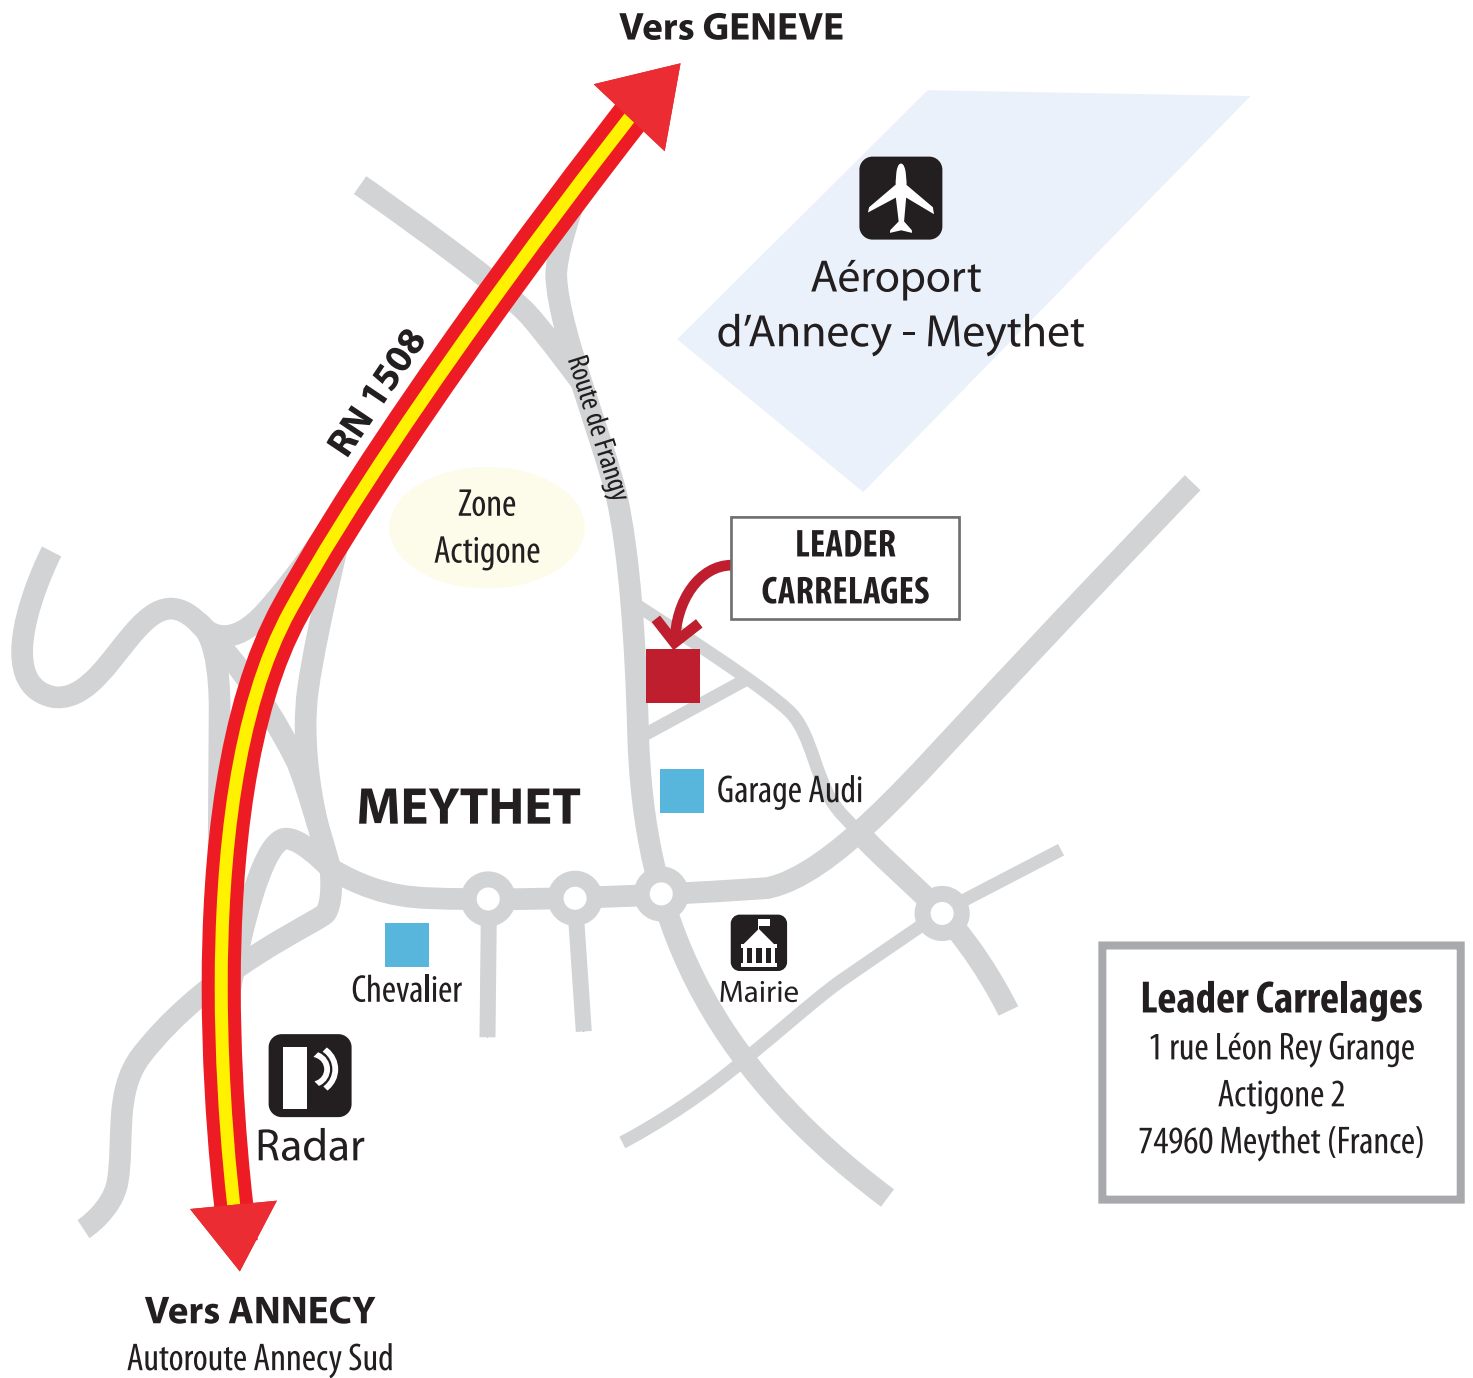 Vers GENEVE
Aéroport
d'Annecy - Meythet
RN 1508
Route de Frangy
Zone
Actigone
LEADER
CARRELAGES
MEYTHET
Garage Audi
Chevalier
Mairie
Radar
Leader Carrelages
1 rue Léon Rey Grange
Actigone 2
74960 Meythet (France)
Vers ANNECY
Autoroute Annecy Sud